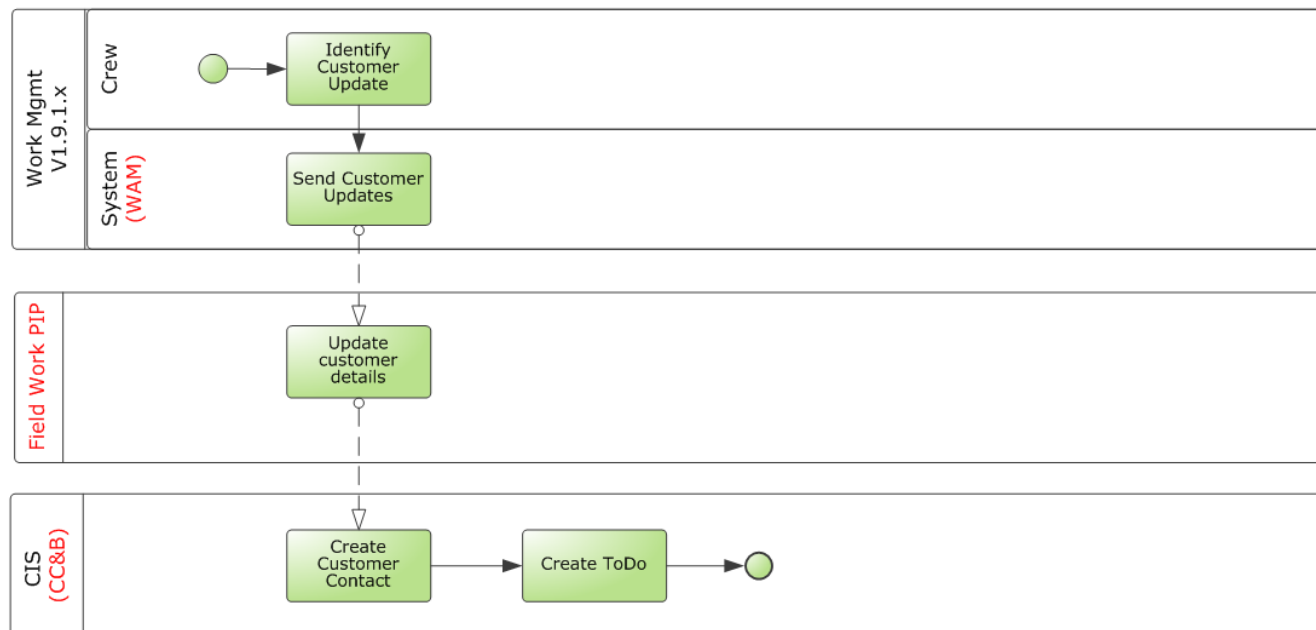 Work Mgmt
V1.9.1.x
Crew
Identify
Customer
Update
System
(WAM)
Send Customer
Updates
Field Work PIP
Update
customer
details
CIS
(CC&B)
Create
Customer
Contact
Create ToDo